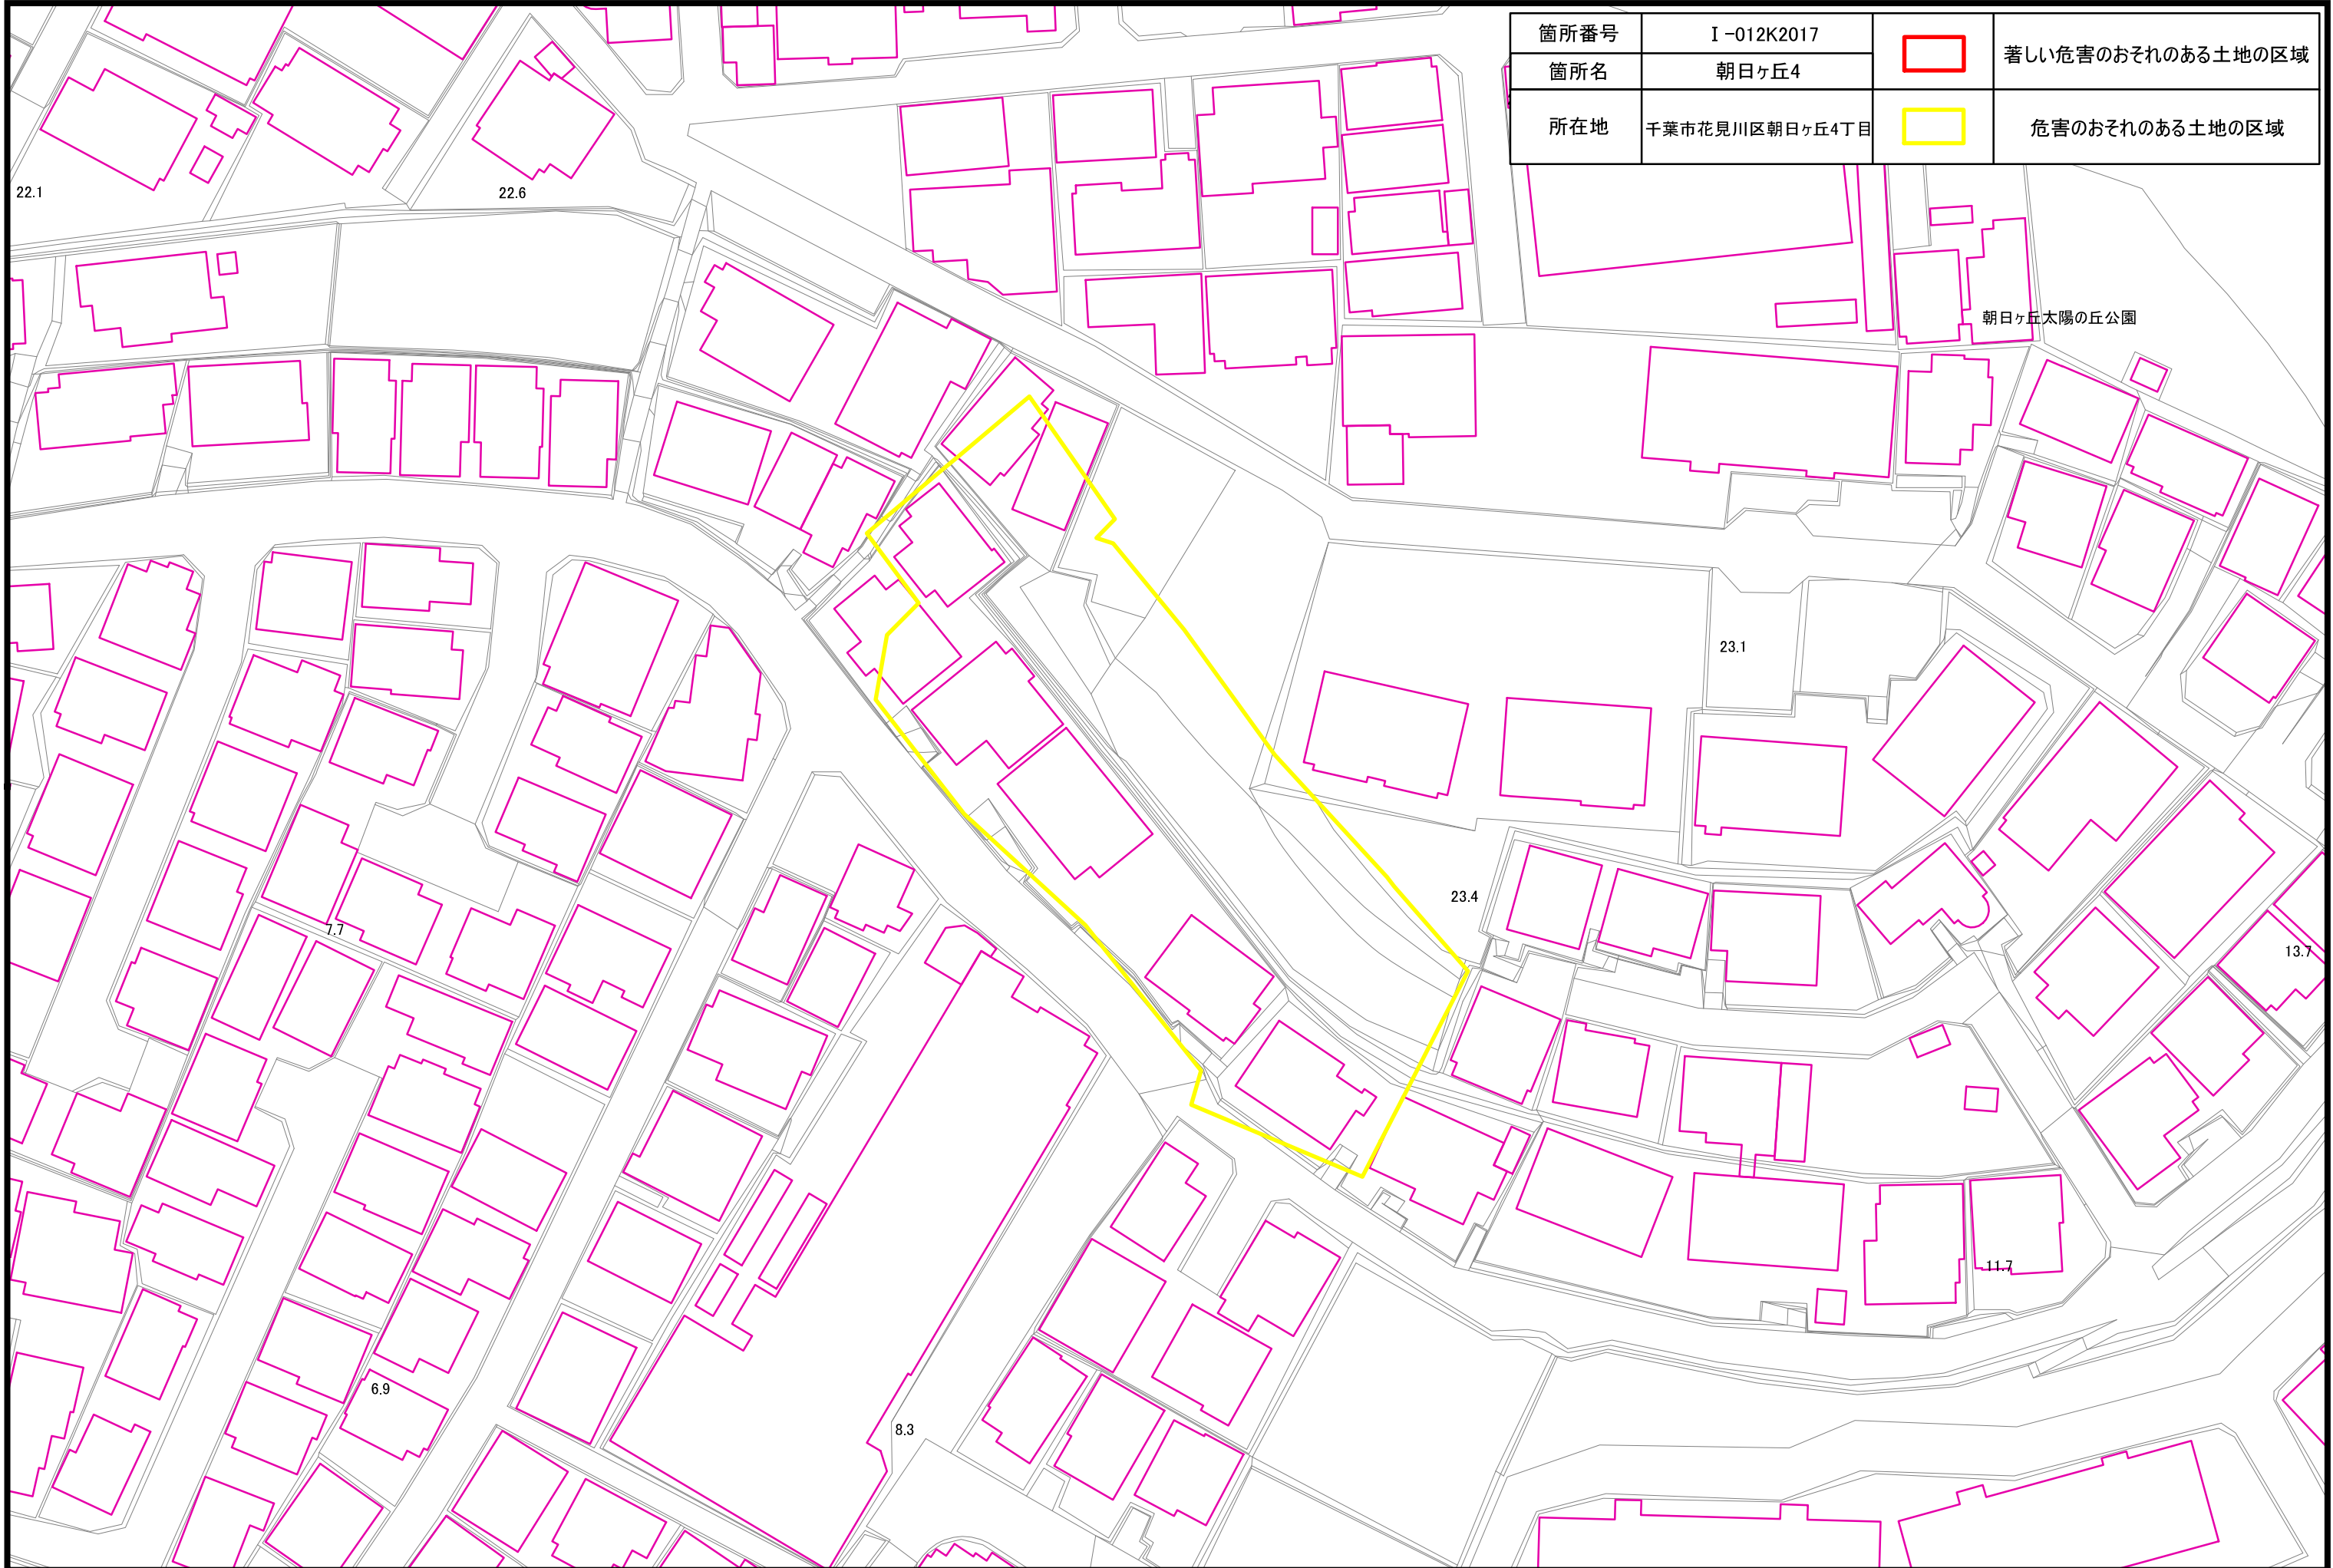 箇所番号 Ⅰ-012K2017
著しい危害のおそれのある土地の区域
箇所名 朝日ヶ丘4
所在地 千葉市花見川区朝日ヶ丘4丁目
危害のおそれのある土地の区域
22.1
22.6
朝日ヶ丘太陽の丘公園
23.1
23.4
7.7
13.7
11.7
6.9
8.3